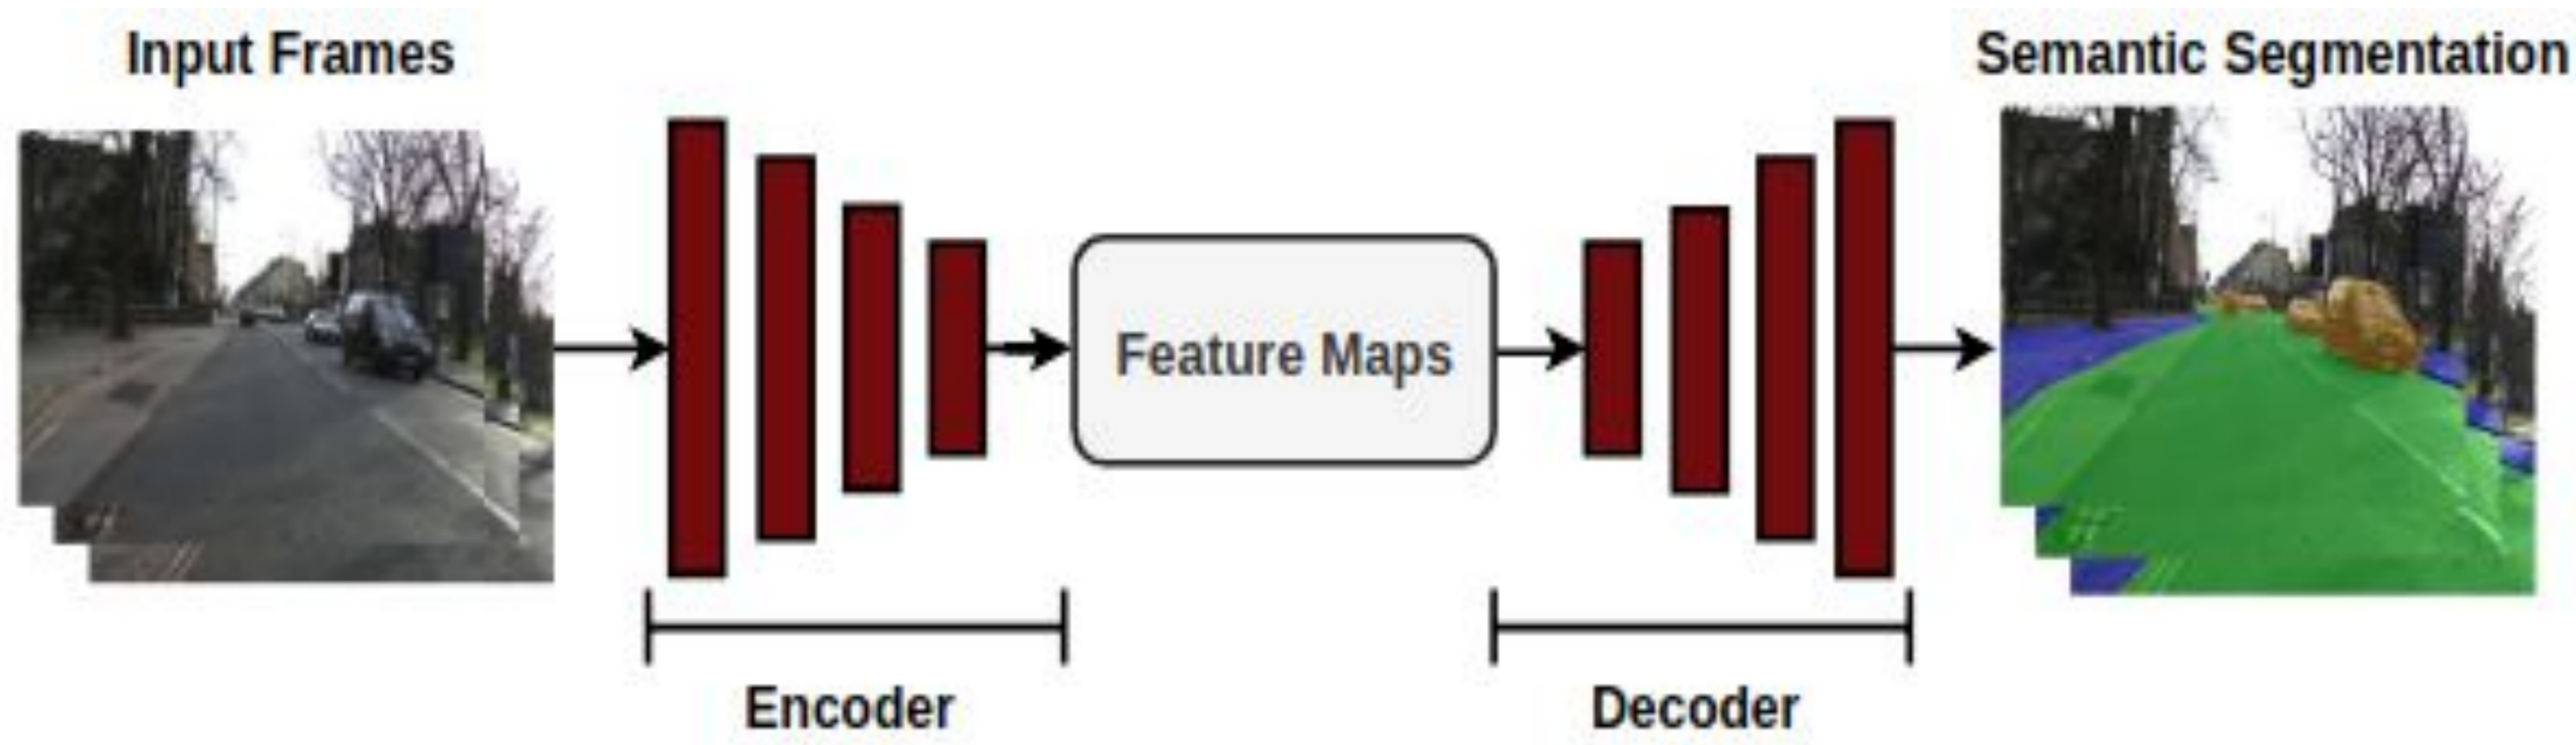 Input Frames
Semantic Segmentation
Feature Maps
Encoder
Decoder